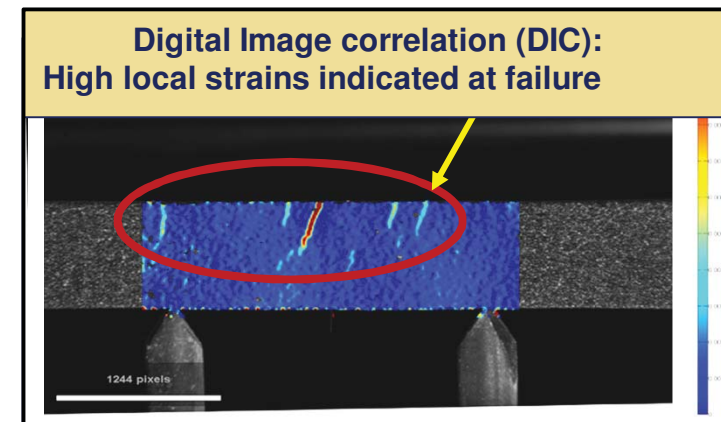 Digital Image correlation (DIC):
High local strains indicated at failure
1244 pixels